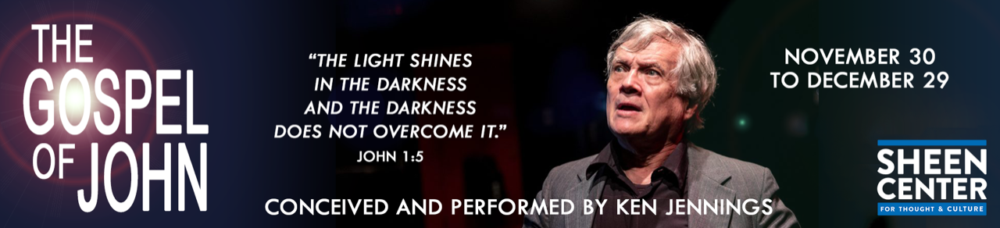 THE
GOSPEL
OF JOHN
“THE LIGHT SHINES
IN THE DARKNESS
AND THE DARKNESS
DOES NOT OVERCOME IT.”
JOHN 1:5
CONCEIVED AND PERFORMED BY KEN JENNINGS
NOVEMBER 30
TO DECEMBER 29
SHEEN
CENTER
FOR THOUGHT & CULTURE